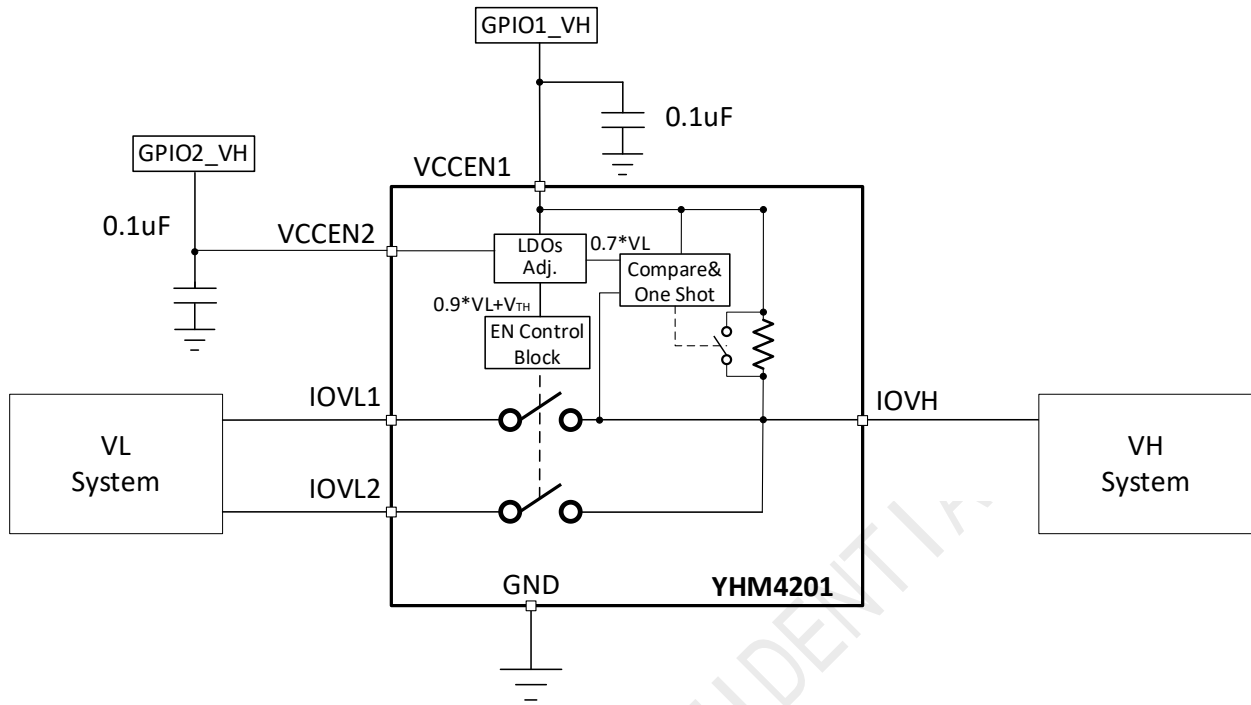 GPIO1_VH
0.1uF
GPIO2_VH
VCCEN1
0.1uF
VCCEN2
LDOs
Adj.
0.7*VL
Compare&
One Shot
0.9*VL+VTH
EN Control
Block
IOVL1
IOVH
VL
System
VH
System
IOVL2
GND
YHM4201